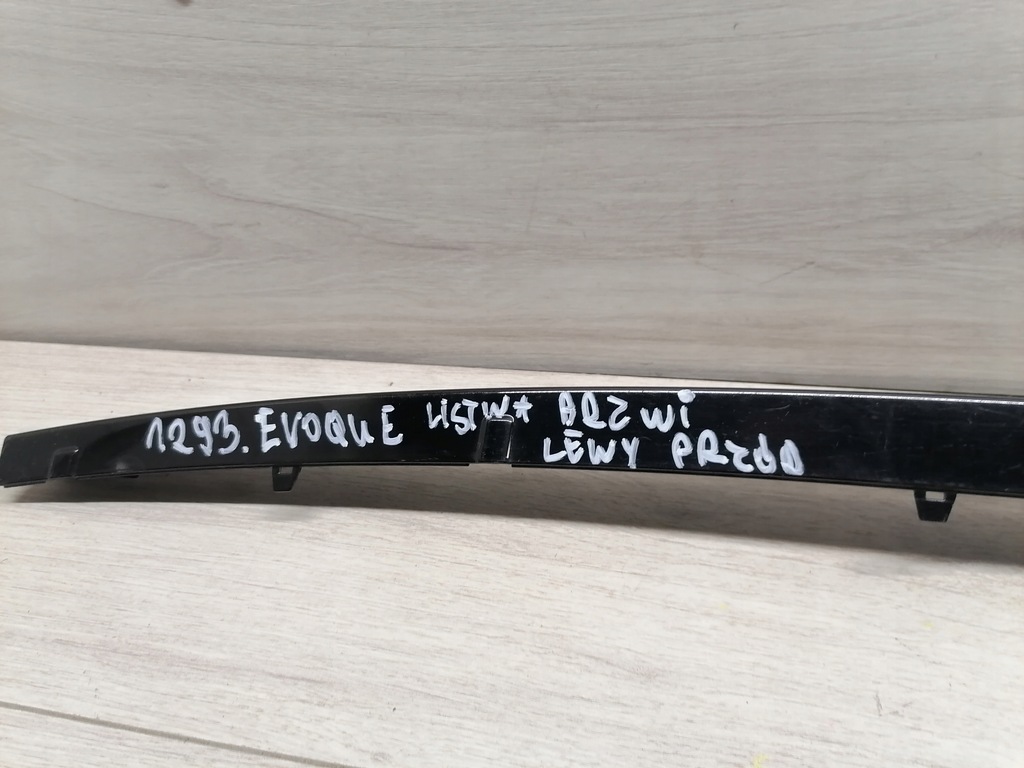 1293. EVOQUE LISTWA DRZWI
LEWY PRZÓD